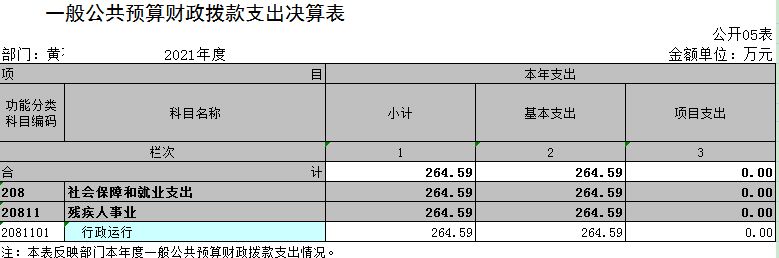 一般公共预算财政拨款支出决算表
公开05表
部门：黄 2021年度 金额单位：万元
项 目 本年支出
功能分类科目编码 科目名称 小计 基本支出 项目支出
栏次 1 2 3
合 计 264.59 264.59 0.00
208 社会保障和就业支出 264.59 264.59 0.00
20811 残疾人事业 264.59 264.59 0.00
2081101 行政运行 264.59 264.59 0.00
注：本表反映部门本年度一般公共预算财政拨款支出情况。